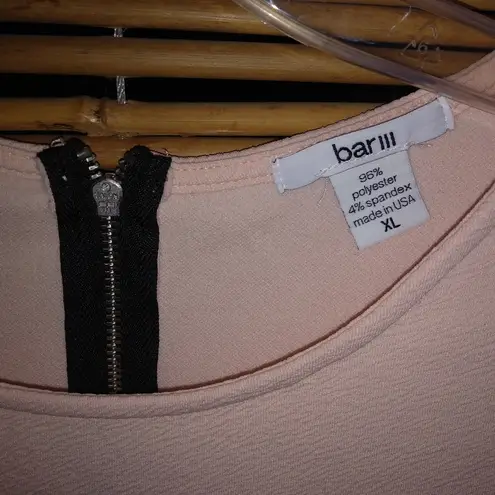 bar III
96%
polyester
4% spandex
made in USA
XL